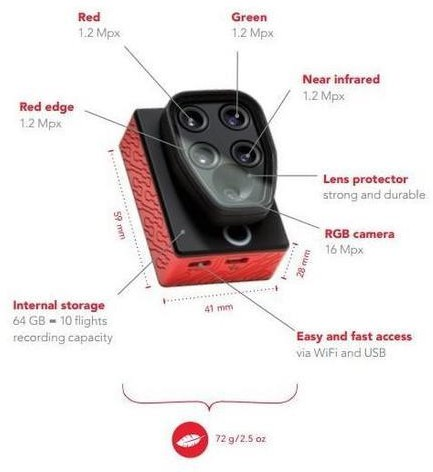 Red
1.2 Mpx
Green
1.2 Mpx
Near infrared
1.2 Mpx
Red edge
1.2 Mpx
Lens protector
strong and durable
RGB camera
16 Mpx
59 mm
28 mm
41 mm
Internal storage
64 GB = 10 flights
recording capacity
Easy and fast access
via WiFi and USB
72 g/2.5 oz